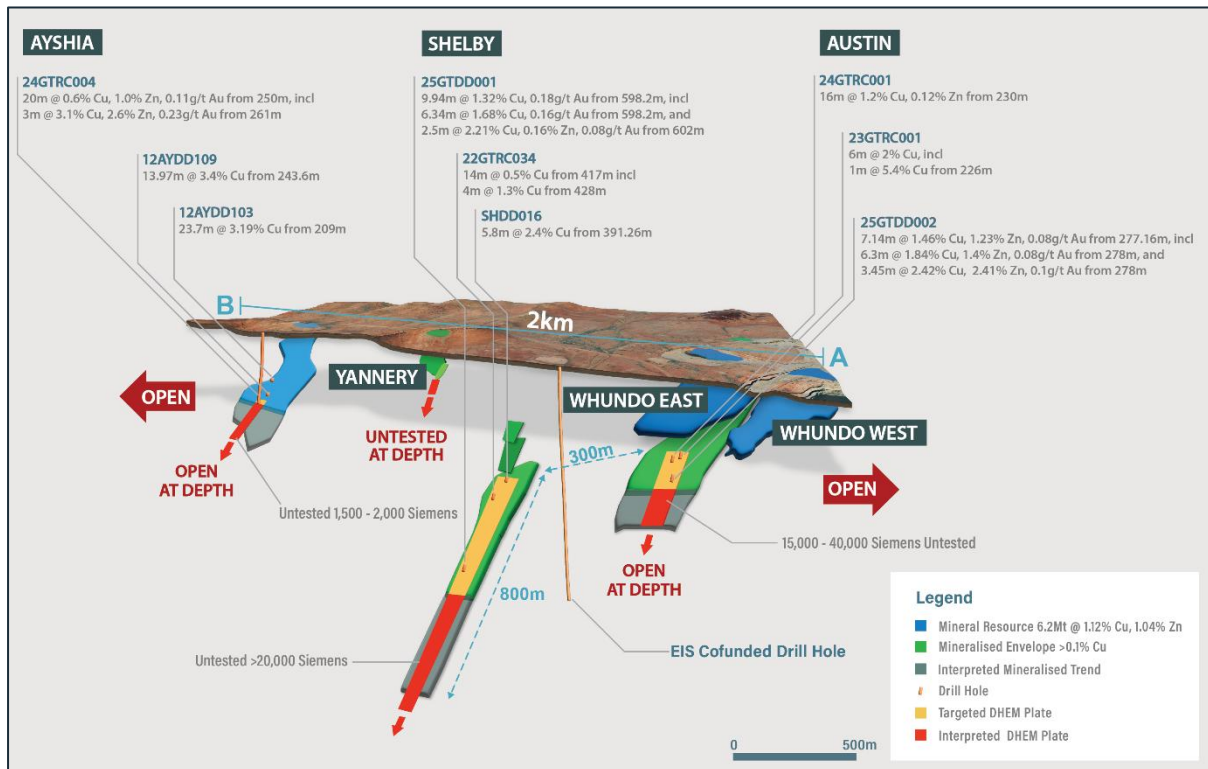 AYSHIA
24GTRC004
20m @ 0.6% Cu, 1.0% Zn, 0.11g/t Au from 250m, incl
3m @ 3.1% Cu, 2.6% Zn, 0.23g/t Au from 261m
12AYDD109
13.97m @ 3.4% Cu from 243.6m
12AYDD103
23.7m @ 3.19% Cu from 209m
SHELBY
25GTDD001
9.94m @ 1.32% Cu, 0.18g/t Au from 598.2m, incl
6.34m @ 1.68% Cu, 0.16g/t Au from 598.2m, and
2.5m @ 2.21% Cu, 0.16% Zn, 0.08g/t Au from 602m
22GTRC034
14m @ 0.5% Cu from 417m incl
4m @ 1.3% Cu from 428m
SHDD016
5.8m @ 2.4% Cu from 391.26m
AUSTIN
24GTRC001
16m @ 1.2% Cu, 0.12% Zn from 230m
23GTRC001
6m @ 2% Cu, incl
1m @ 5.4% Cu from 226m
25GTDD002
7.14m @ 1.46% Cu, 1.23% Zn, 0.08g/t Au from 277.16m, incl
6.3m @ 1.84% Cu, 1.4% Zn, 0.08g/t Au from 278m, and
3.45m @ 2.42% Cu, 2.41% Zn, 0.1g/t Au from 278m
B
2km
A
OPEN
YANNERY
WHUNDO EAST
WHUNDO WEST
UNTESTED
AT DEPTH
300m
OPEN
OPEN
AT DEPTH
Untested 1,500 - 2,000 Siemens
15,000 - 40,000 Siemens Untested
OPEN
AT DEPTH
800m
EIS Cofunded Drill Hole
Untested >20,000 Siemens
Legend
Mineral Resource 6.2Mt @ 1.12% Cu, 1.04% Zn
Mineralised Envelope >0.1% Cu
Interpreted Mineralised Trend
Drill Hole
Targeted DHEM Plate
Interpreted DHEM Plate
0 500m